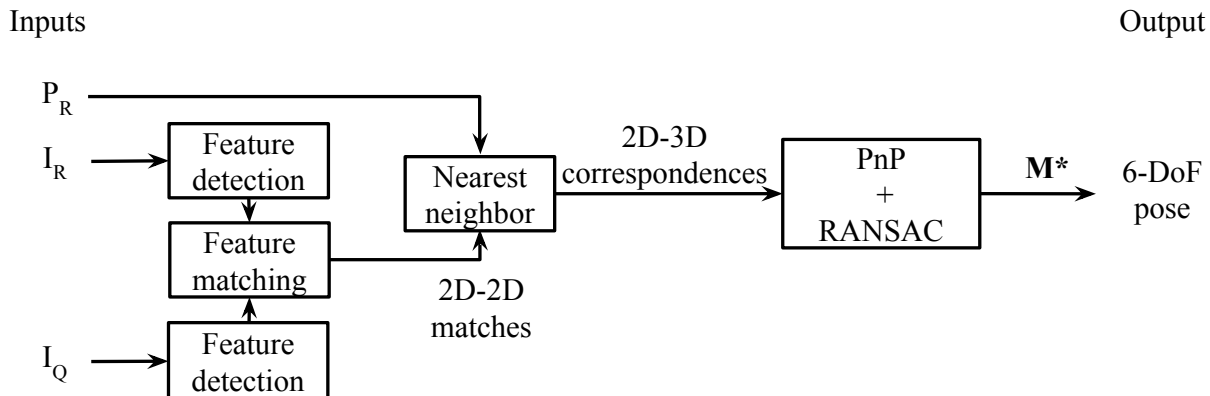 Inputs
Output
P_R
I_R
Feature
detection
Feature
matching
I_Q
Feature
detection
2D-2D
matches
Nearest
neighbor
2D-3D
correspondences
PnP
+
RANSAC
M*
6-DoF
pose